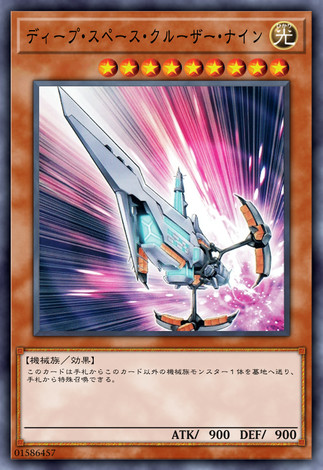 ディープ・スペース・クルーザー・ナイン
光
【機械族／効果】
このカードは手札からこのカード以外の機械族モンスター１体を墓地へ送り、
手札から特殊召喚できる。
ATK/ 900 DEF/ 900
01586457